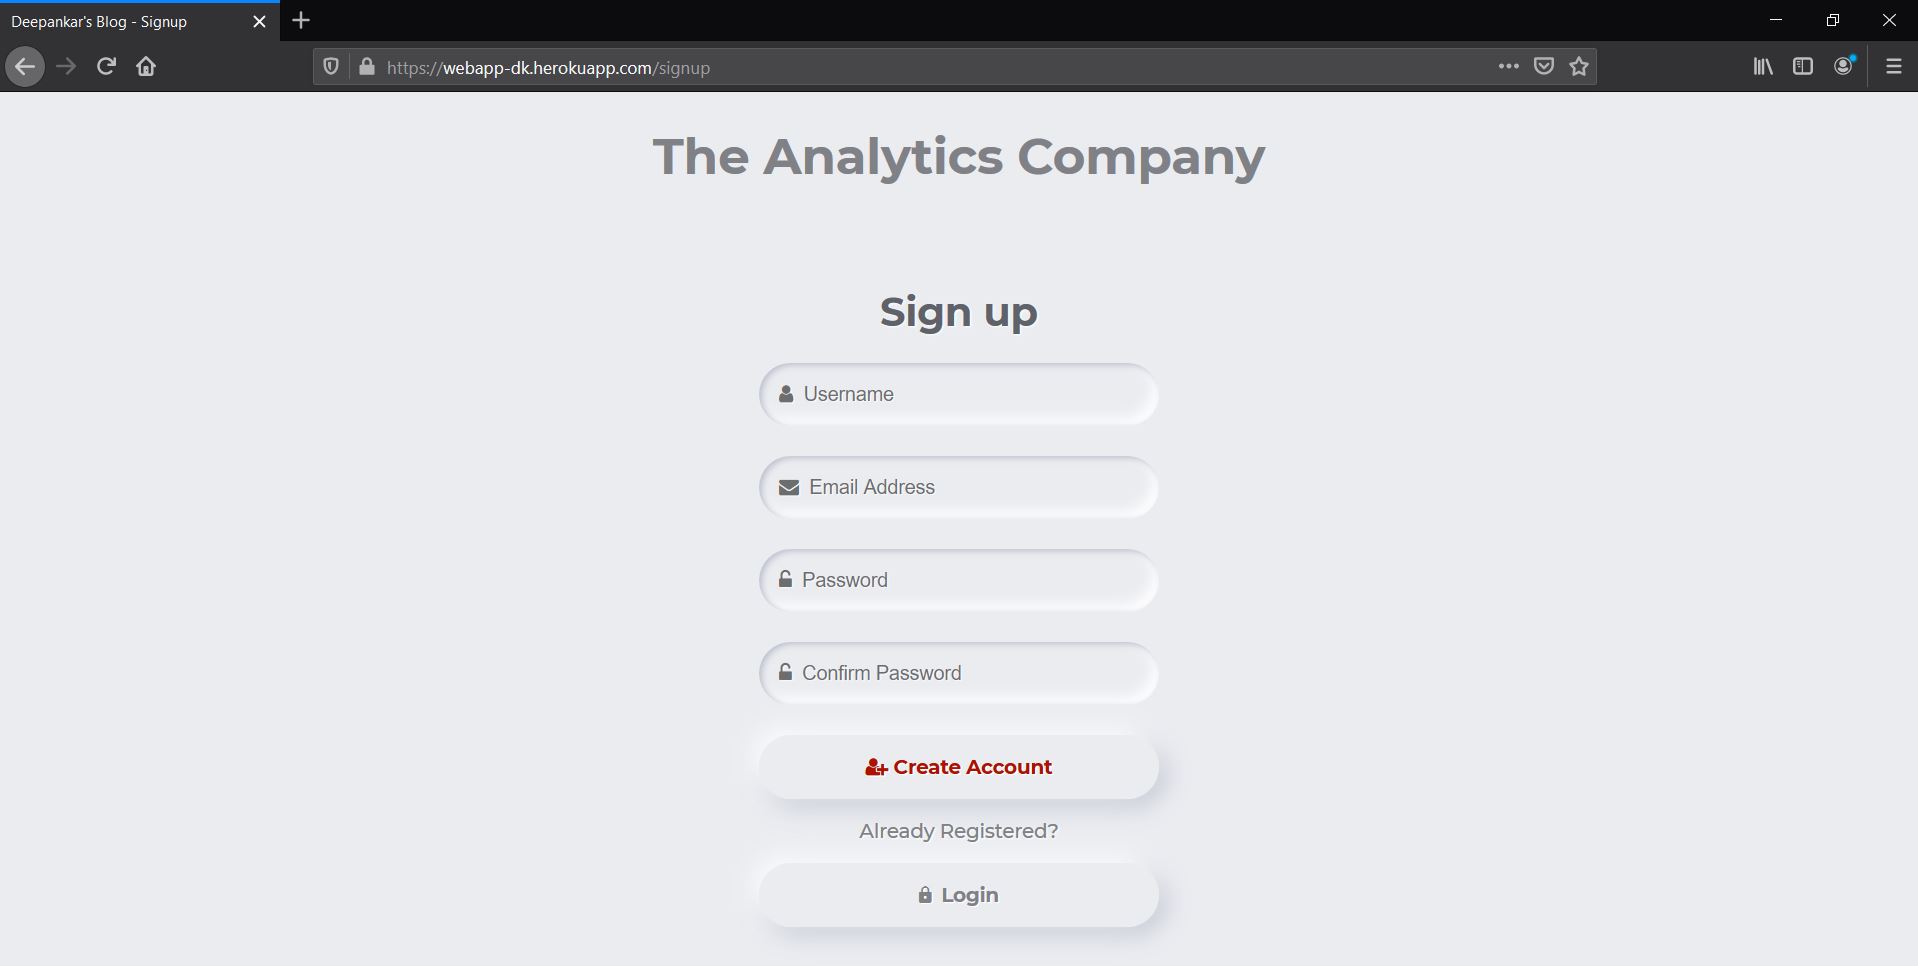 Deepankar's Blog - Signup
https://webapp-dk.herokuapp.com/signup
The Analytics Company
Sign up
Username
Email Address
Password
Confirm Password
Create Account
Already Registered?
Login